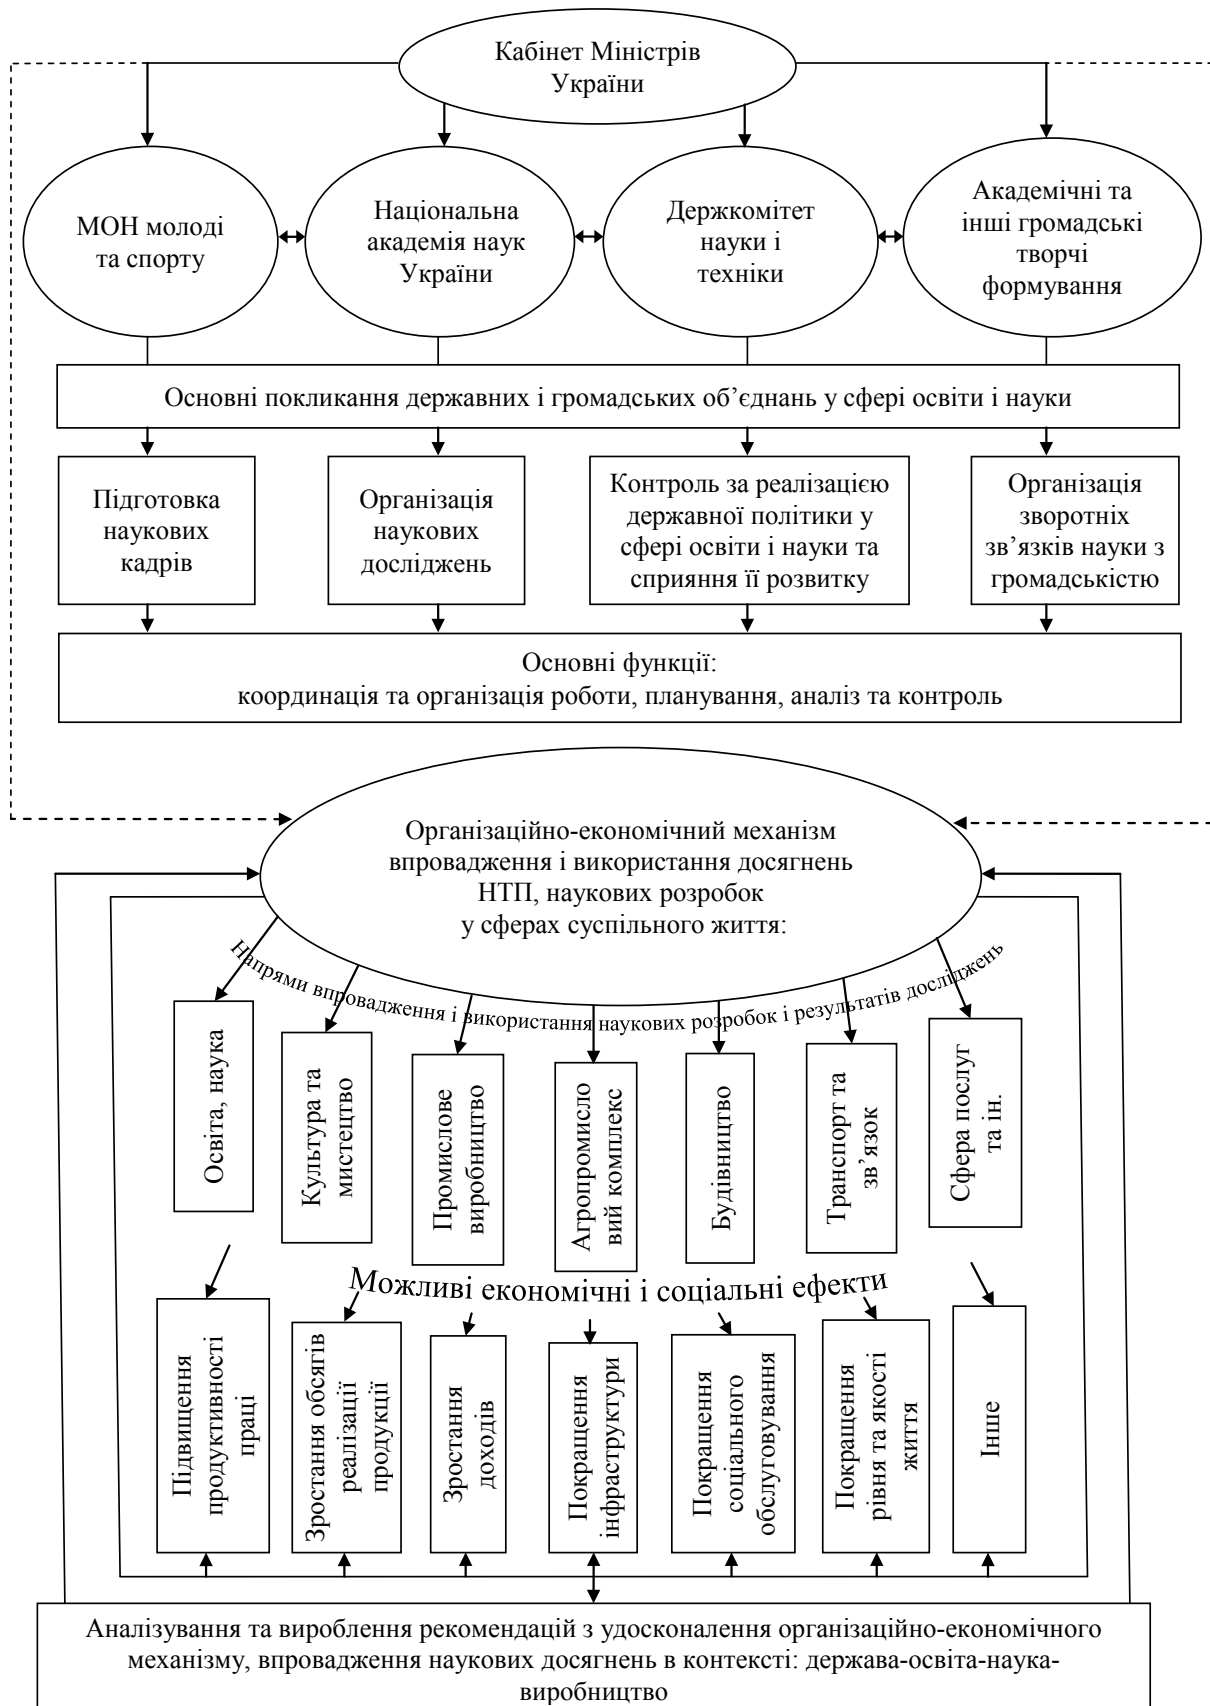 Кабінет Міністрів
України
МОН молоді
та спорту
Національна
академія наук
України
Держкомітет
науки і
техніки
Академічні та
інші громадські
творчі
формування
Основні покликання державних і громадських об’єднань у сфері освіти і науки
Підготовка
наукових
кадрів
Організація
наукових
досліджень
Контроль за реалізацією
державної політики у
сфері освіти і науки та
сприяння її розвитку
Організація
зворотніх
зв’язків науки з
громадськістю
Основні функції:
координація та організація роботи, планування, аналіз та контроль
Організаційно-економічний механізм
впровадження і використання досягнень
НТП, наукових розробок
у сферах суспільного життя:
Напрями впровадження і використання наукових розробок і результатів досліджень
Освіта, наука
Культура та
мистецтво
Промислове
виробництво
Агропромисло
вий комплекс
Будівництво
Транспорт та
зв’язок
Сфера послуг
та ін.
Можливі економічні і соціальні ефекти
Підвищення
продуктивності
праці
Зростання обсягів
реалізації
продукції
Зростання
доходів
Покращення
інфраструктури
Покращення
соціального
обслуговування
Покращення
рівня та якості
життя
Інше
Аналізування та вироблення рекомендацій з удосконалення організаційно-економічного
механізму, впровадження наукових досягнень в контексті: держава-освіта-наука-
виробництво